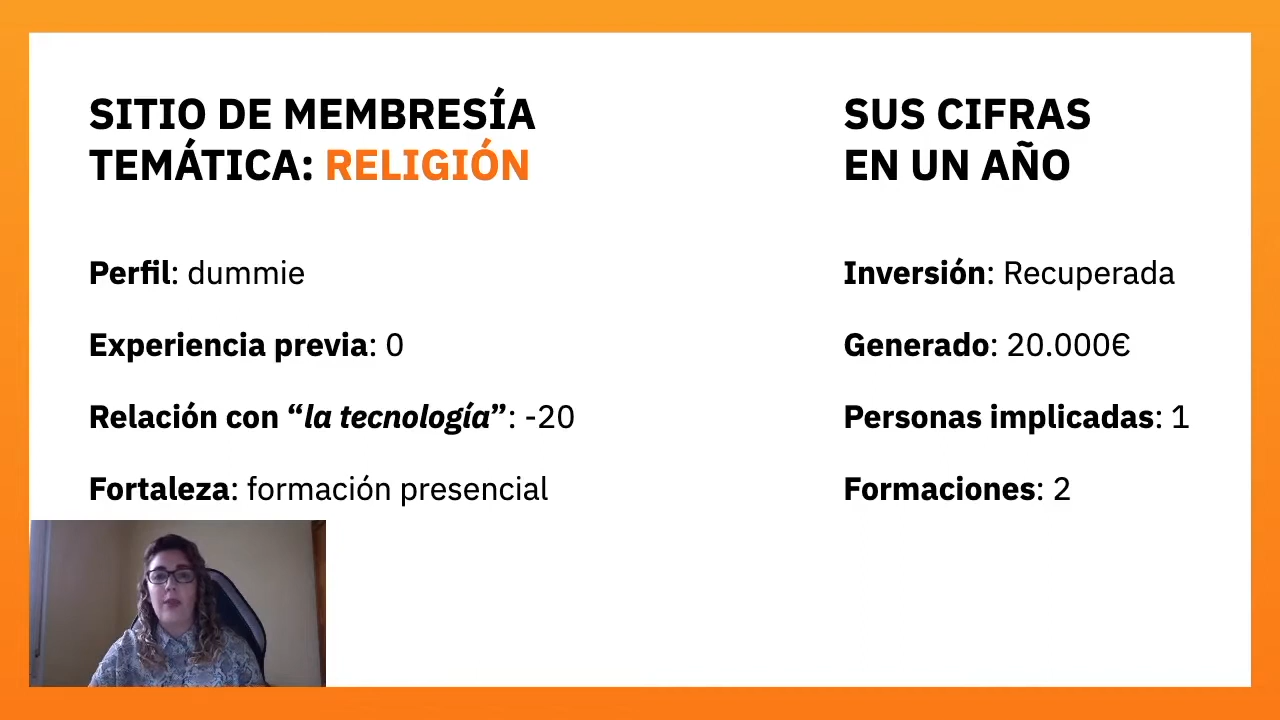 SITIO DE MEMBRESÍA
TEMÁTICA: RELIGIÓN
Perfil: dummie
Experiencia previa: 0
Relación con “la tecnología”: -20
Fortaleza: formación presencial
SUS CIFRAS
EN UN AÑO
Inversión: Recuperada
Generado: 20.000€
Personas implicadas: 1
Formaciones: 2